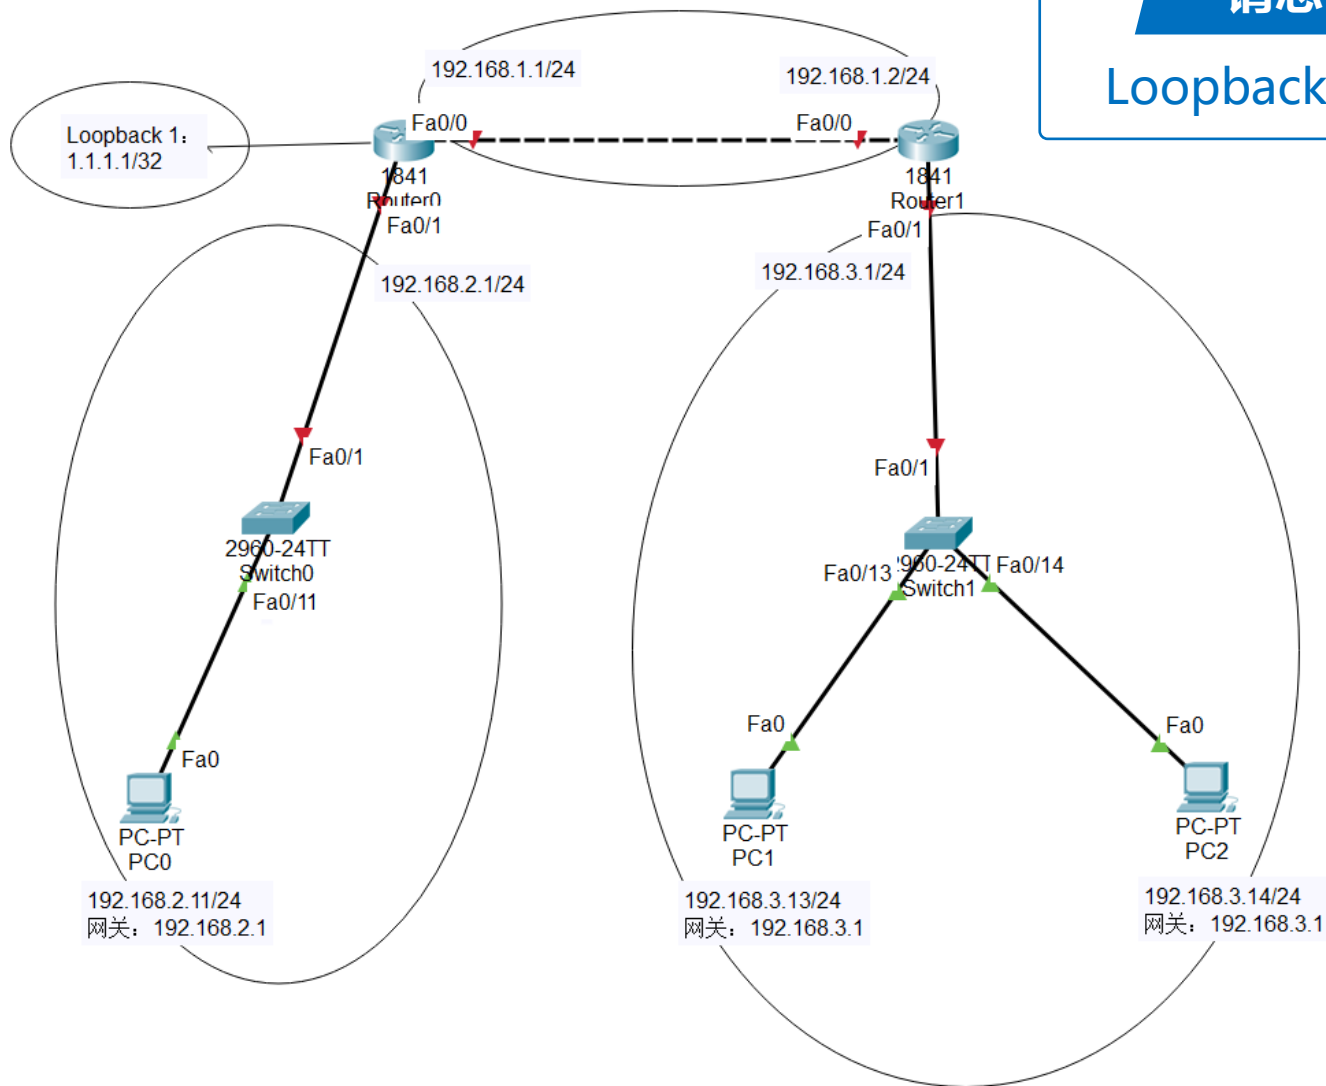 Loopback
192.168.1.1/24
192.168.1.2/24
Loopback 1：
1.1.1.1/32
Fa0/0
Fa0/0
1841
Router0
Fa0/1
1841
Router1
Fa0/1
192.168.2.1/24
192.168.3.1/24
Fa0/1
Fa0/1
2960-24TT
Switch0
Fa0/11
Fa0/13
2960-24TT
Switch1
Fa0/14
Fa0
Fa0
Fa0
PC-PT
PC0
PC-PT
PC1
PC-PT
PC2
192.168.2.11/24
网关：192.168.2.1
192.168.3.13/24
网关：192.168.3.1
192.168.3.14/24
网关：192.168.3.1